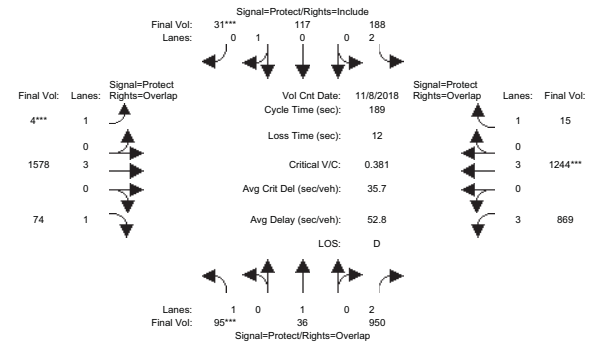 Signal=Protect/Rights=Include
Final Vol: 31*** 117 188
Lanes: 0 1 0 0 2
Signal=Protect
Final Vol: Lanes: Rights=Overlap
Vol Cnt Date: 11/8/2018
Signal=Protect
Rights=Overlap Lanes: Final Vol:
Cycle Time (sec): 189
4*** 1
1 15
Loss Time (sec): 12
0
0
1578 3
Critical V/C: 0.381
3 1244***
0
Avg Crit Del (sec/veh): 35.7
0
74 1
Avg Delay (sec/veh): 52.8
3 869
LOS: D
Lanes: 1 0 1 0 2
Final Vol: 95*** 36 950
Signal=Protect/Rights=Overlap